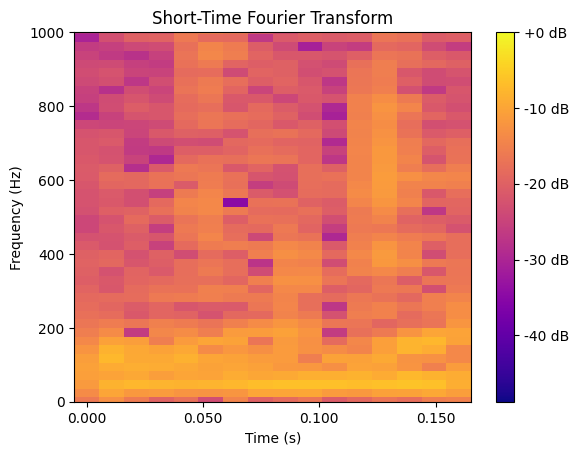 Short-Time Fourier Transform
1000
800
600
400
200
0
Frequency (Hz)
0.000
0.050
0.100
0.150
Time (s)
+0 dB
-10 dB
-20 dB
-30 dB
-40 dB